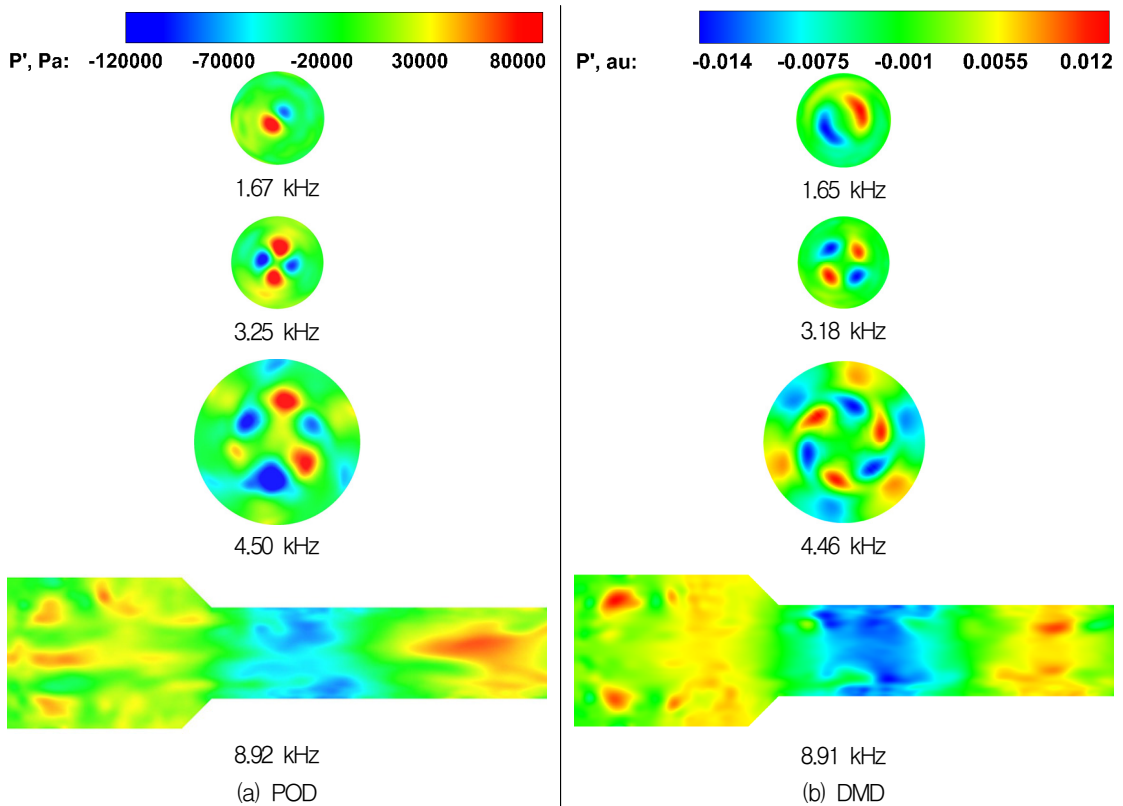 P', Pa: -120000 -70000 -20000 30000 80000
1.67 kHz
3.25 kHz
4.50 kHz
8.92 kHz
(a) POD
P', au: -0.014 -0.0075 -0.001 0.0055 0.012
1.65 kHz
3.18 kHz
4.46 kHz
8.91 kHz
(b) DMD